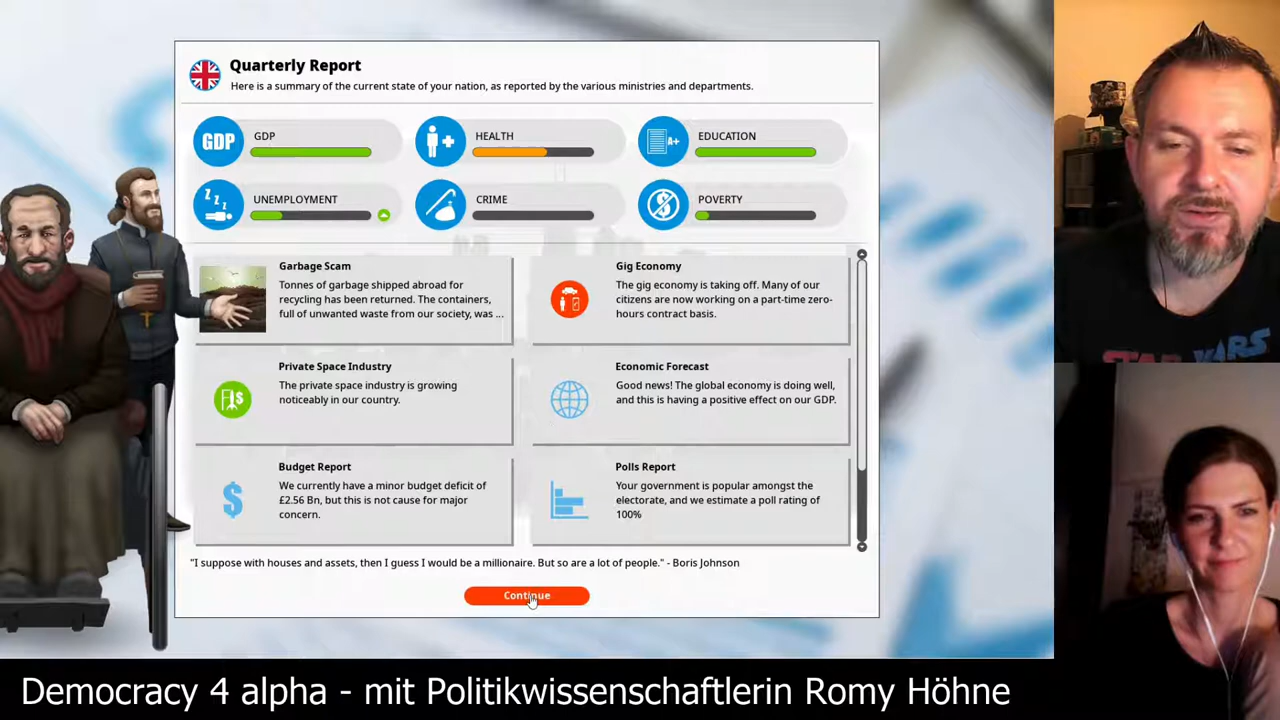 Quarterly Report
Here is a summary of the current state of your nation, as reported by the various ministries and departments.
GDP
GDP
HEALTH
A+
EDUCATION
Z Z Z
UNEMPLOYMENT
CRIME
$
POVERTY
Garbage Scam
Tonnes of garbage shipped abroad for
recycling has been returned. The containers,
full of unwanted waste from our society, was ...
Gig Economy
The gig economy is taking off. Many of our
citizens are now working on a part-time zero-
hours contract basis.
$
Private Space Industry
The private space industry is growing
noticeably in our country.
Economic Forecast
Good news! The global economy is doing well,
and this is having a positive effect on our GDP.
$
Budget Report
We currently have a minor budget deficit of
£2.56 Bn, but this is not cause for major
concern.
Polls Report
Your government is popular amongst the
electorate, and we estimate a poll rating of
100%
"I suppose with houses and assets, then I guess I would be a millionaire. But so are a lot of people." - Boris Johnson
Continue
STAR WARS
Democracy 4 alpha - mit Politikwissenschaftlerin Romy Höhne